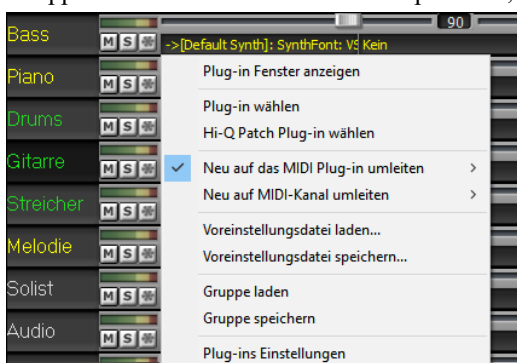 90
Bass
M S
->[Default Synth]: SynthFont: VS Kein
Plug-in Fenster anzeigen
Piano
M S
Plug-in wählen
Drums
M S
Hi-Q Patch Plug-in wählen
Gitarre
M S
Neu auf das MIDI Plug-in umleiten
Streicher
M S
Neu auf MIDI-Kanal umleiten
Voreinstellungsdatei laden...
Melodie
M S
Voreinstellungsdatei speichern...
Solist
M S
Gruppe laden
Gruppe speichern
Audio
M S
Plug-ins Einstellungen